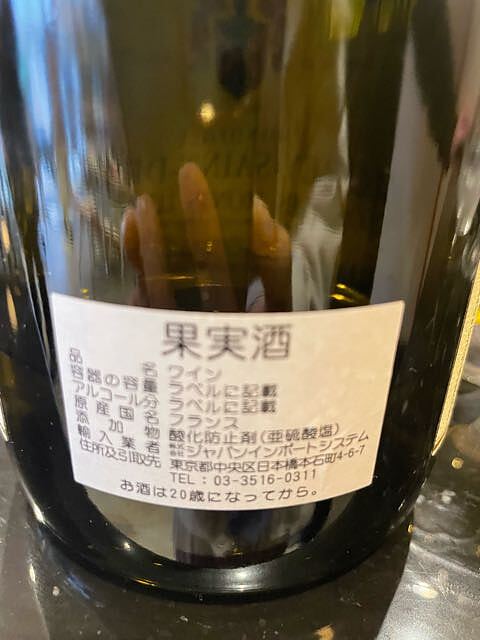 果実酒
品名 ワイン
容器の容量 ラベルに記載
アルコール分 ラベルに記載
原産国名 フランス
添加物 酸化防止剤(亜硫酸塩)
輸入業者 株式会社ジャパンインポートシステム
住所及引取先 東京都中央区日本橋本石町4-6-7
TEL:03-3516-0311
お酒は20歳になってから。